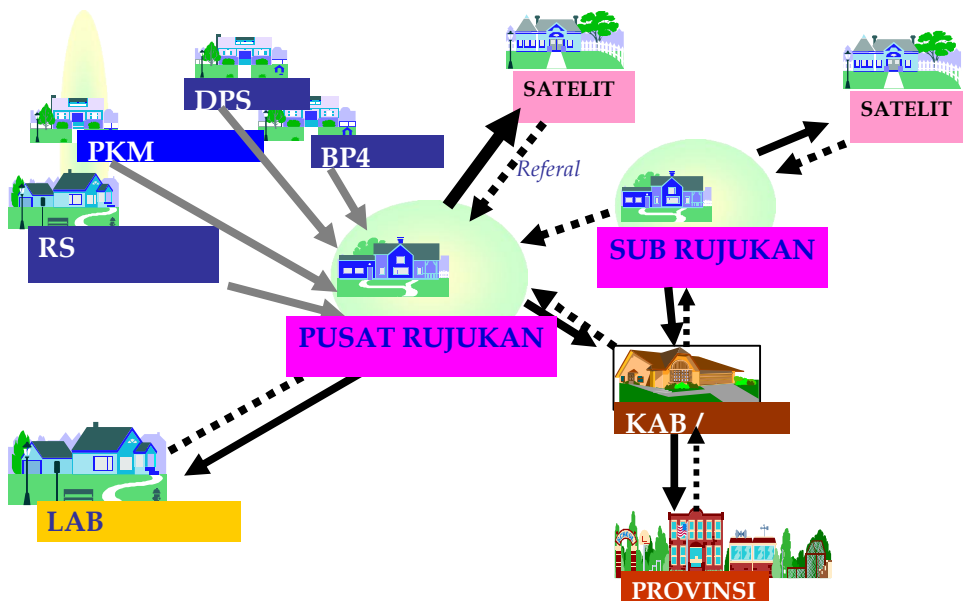 SATELIT
SATELIT
DPS
PKM
BP4
Referal
RS
SUB RUJUKAN
PUSAT RUJUKAN
KAB /
LAB
PROVINSI